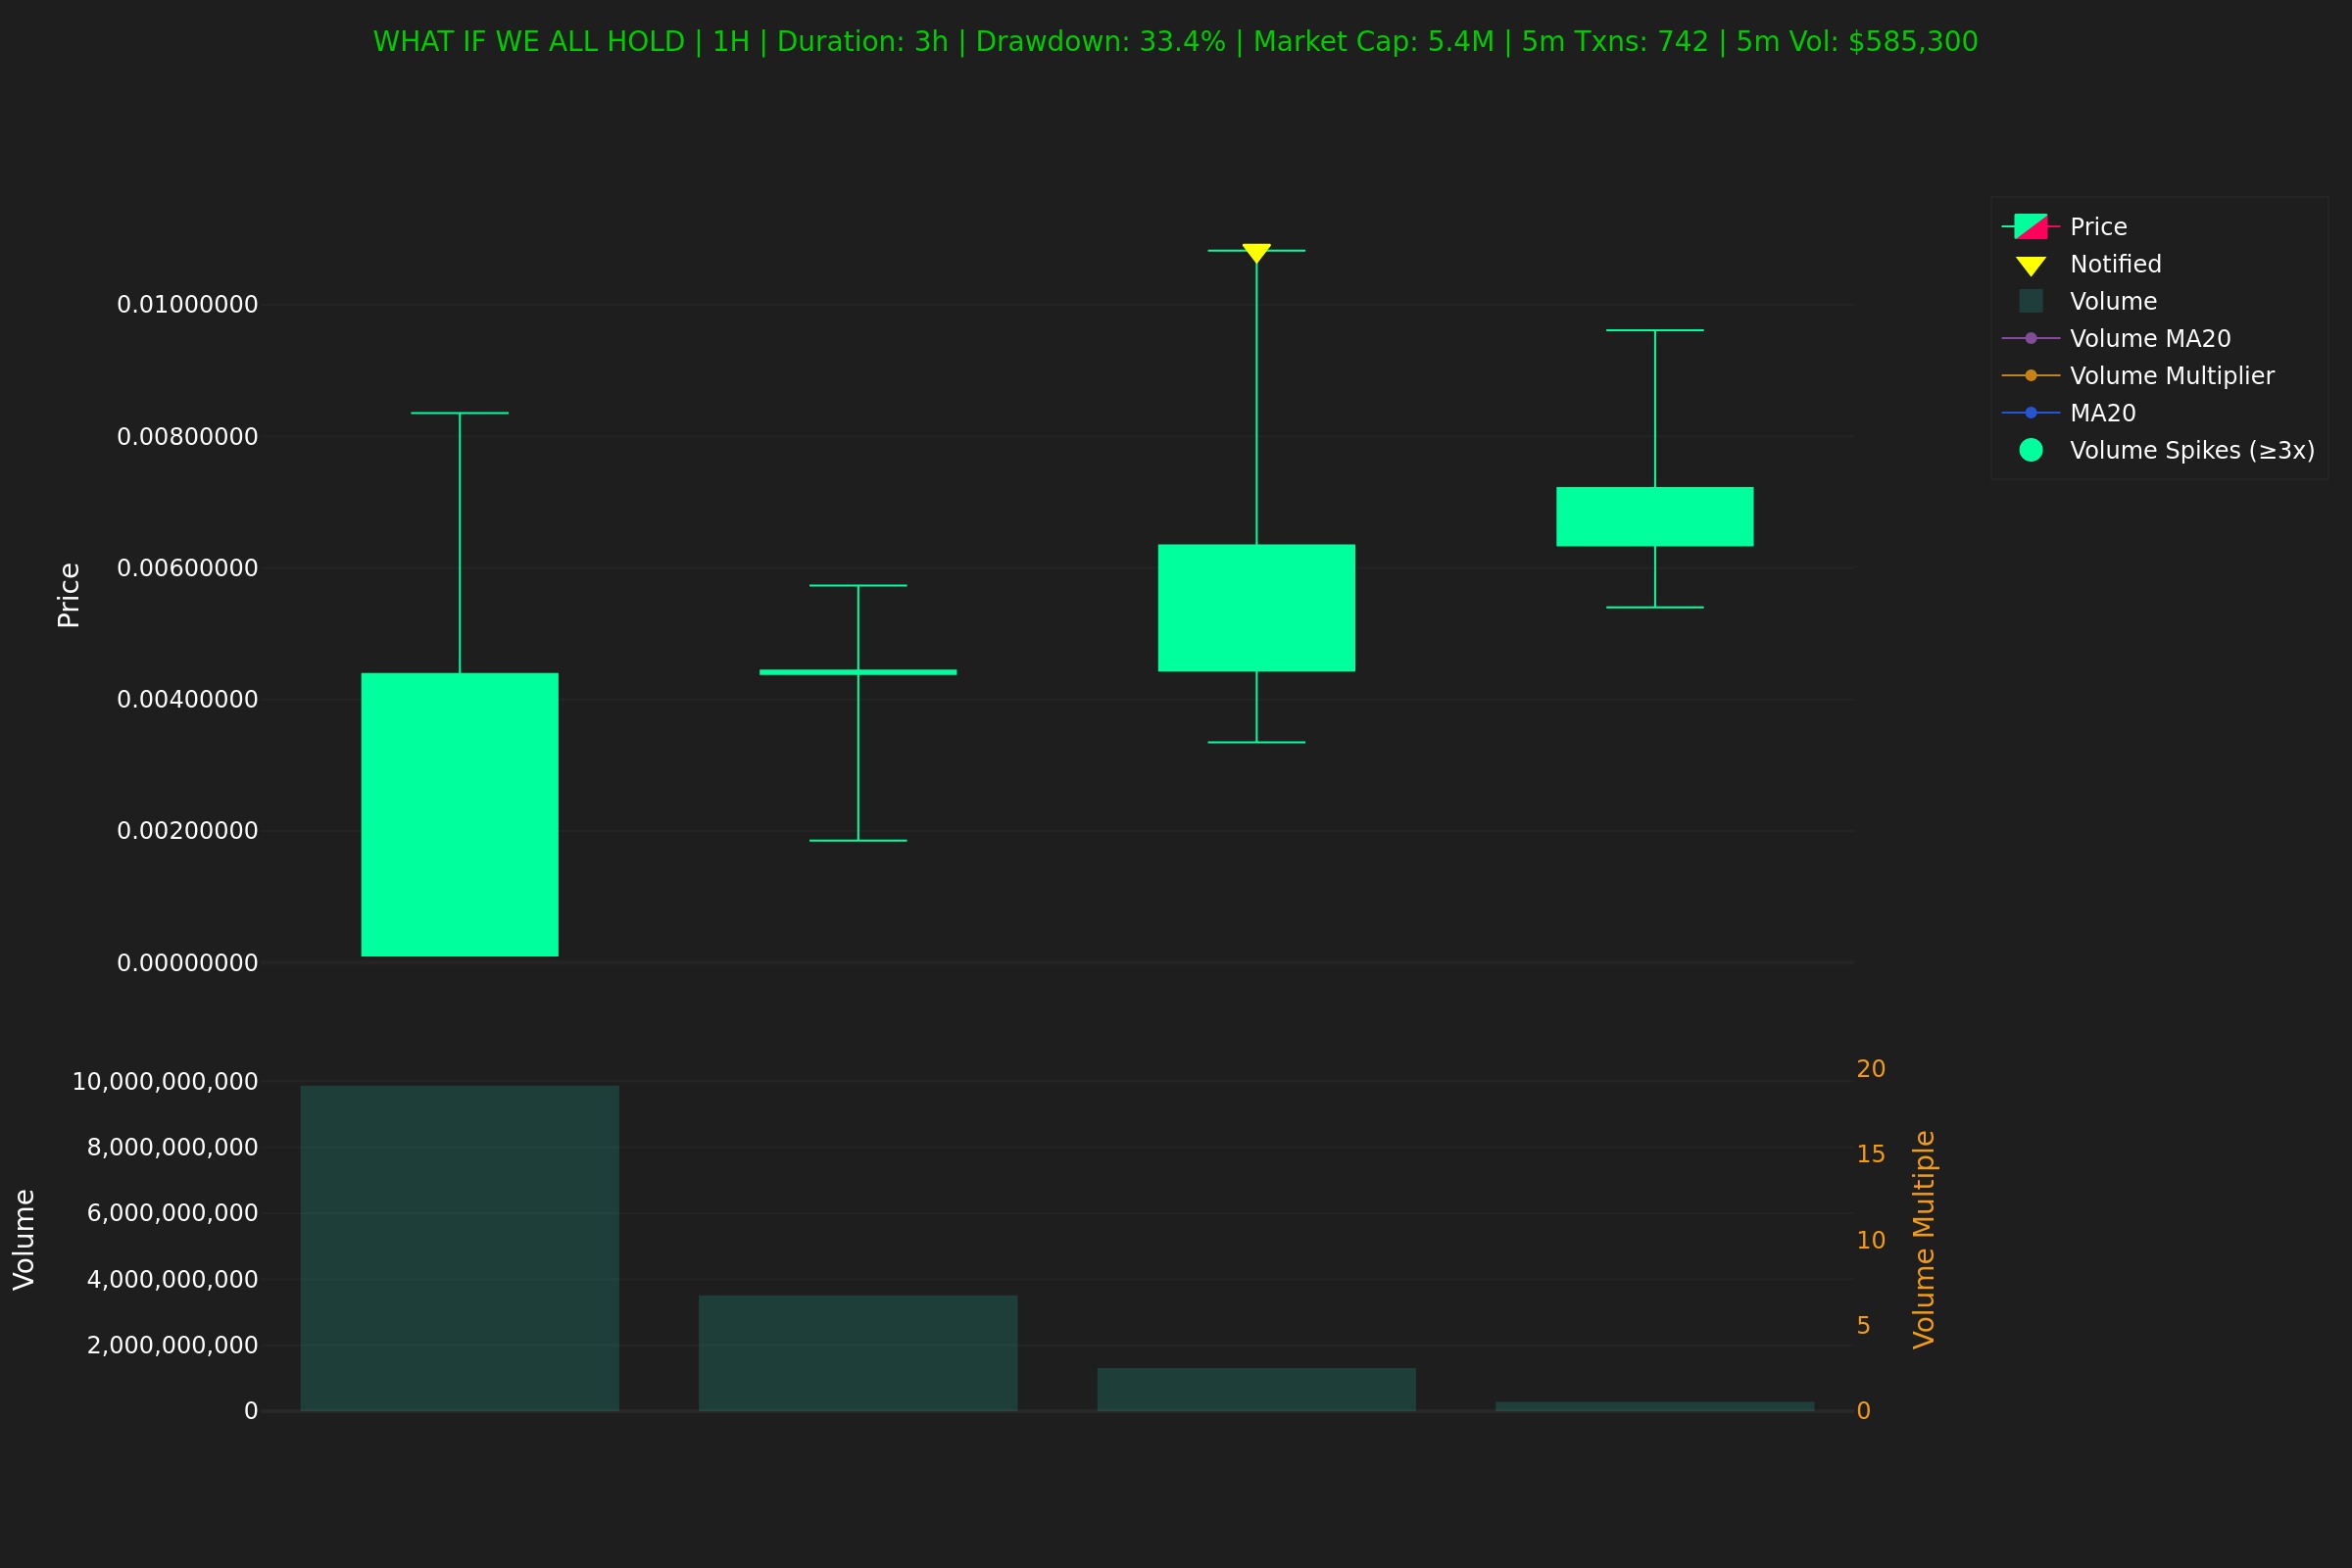 WHAT IF WE ALL HOLD | 1H | Duration: 3h | Drawdown: 33.4% | Market Cap: 5.4M | 5m Txns: 742 | 5m Vol: $585,300
Price
Notified
Volume
Volume MA20
Volume Multiplier
MA20
Volume Spikes (≥3x)
Price
0.01000000
0.00800000
0.00600000
0.00400000
0.00200000
0.00000000
Volume
10,000,000,000
8,000,000,000
6,000,000,000
4,000,000,000
2,000,000,000
0
20
15
10
5
0
Volume Multiple